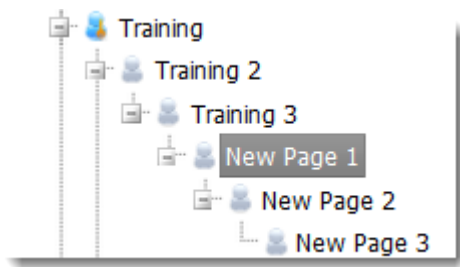 Training
Training 2
Training 3
New Page 1
New Page 2
New Page 3